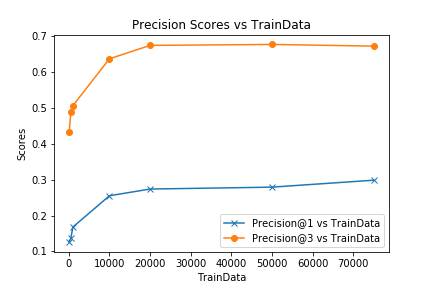 Precision Scores vs TrainData
0.7
0.6
0.5
0.4
0.3
0.2
0.1
Scores
Precision@1 vs TrainData
Precision@3 vs TrainData
0 10000 20000 30000 40000 50000 60000 70000
TrainData